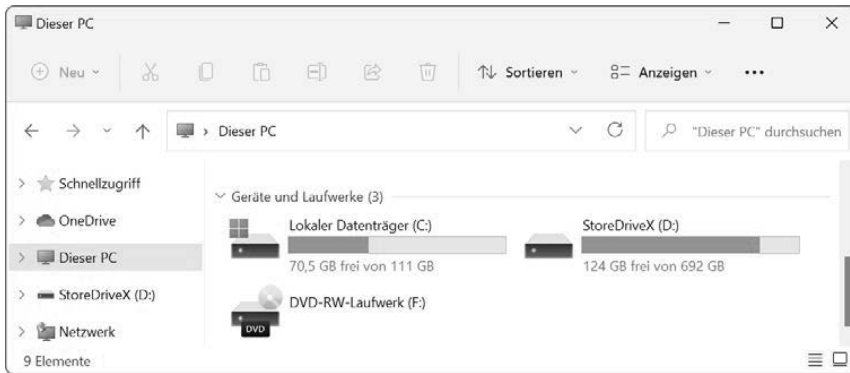 Dieser PC
Neu
Sortieren
Anzeigen
Dieser PC
"Dieser PC" durchsuchen
Schnellzugriff
OneDrive
Dieser PC
StoreDriveX (D:)
Netzwerk
Geräte und Laufwerke (3)
Lokaler Datenträger (C:)
70,5 GB frei von 111 GB
StoreDriveX (D:)
124 GB frei von 692 GB
DVD-RW-Laufwerk (F:)
DVD
9 Elemente